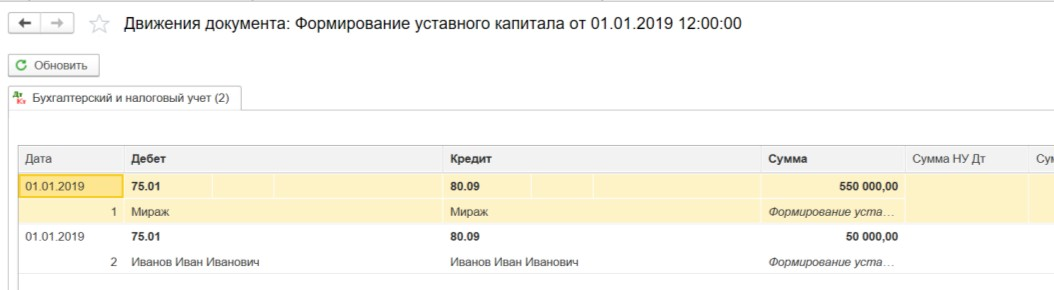 Движения документа: Формирование уставного капитала от 01.01.2019 12:00:00
Обновить
Дт Кт Бухгалтерский и налоговый учет (2)
Дата Дебет Кредит Сумма Сумма НУ Дт Сум
01.01.2019 75.01 80.09 550 000,00
1 Мираж Мираж Формирование уста...
01.01.2019 75.01 80.09 50 000,00
2 Иванов Иван Иванович Иванов Иван Иванович Формирование уста...